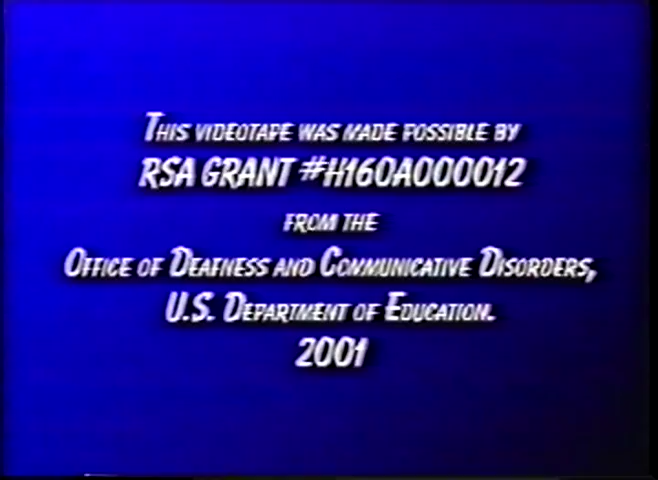 This videotape was made possible by
RSA GRANT #H160A000012
from the
Office of Deafness and Communicative Disorders,
U.S. Department of Education.
2001